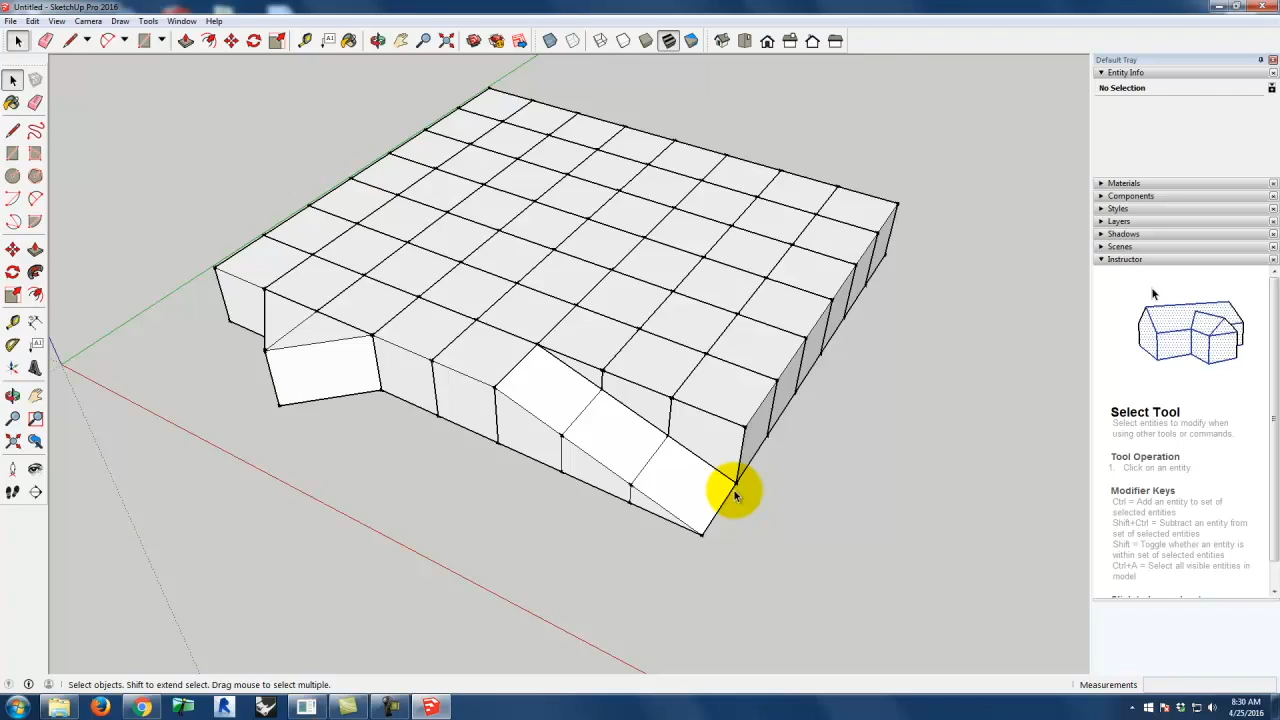 Untitled - SketchUp Pro 2016
File Edit View Camera Draw Tools Window Help
Default Tray
Entity Info
No Selection
Materials
Components
Styles
Layers
Shadows
Scenes
Instructor
Select Tool
Select entities to modify when
using other tools or commands.
Tool Operation
1. Click on an entity
Modifier Keys
Ctrl = Add an entity to set of
selected entities
Shift+Ctrl = Subtract an entity from
set of selected entities
Shift = Toggle whether an entity is
within set of selected entities
Ctrl+A = Select all visible entities in
model
Select objects. Shift to extend select. Drag mouse to select multiple.
Measurements
8:30 AM
4/25/2016